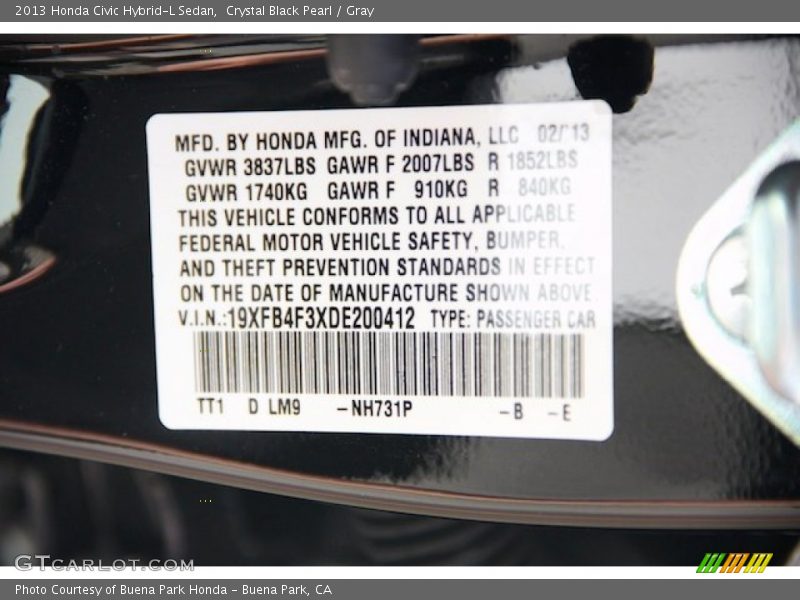 2013 Honda Civic Hybrid-L Sedan, Crystal Black Pearl / Gray
MFD. BY HONDA MFG. OF INDIANA, LLC 02/13
GVWR 3837LBS GAWR F 2007LBS R 1852LBS
GVWR 1740KG GAWR F 910KG R 840KG
THIS VEHICLE CONFORMS TO ALL APPLICABLE
FEDERAL MOTOR VEHICLE SAFETY, BUMPER,
AND THEFT PREVENTION STANDARDS IN EFFECT
ON THE DATE OF MANUFACTURE SHOWN ABOVE.
V.I.N.:19XFB4F3XDE200412 TYPE: PASSENGER CAR
TT1 D LM9 -NH731P -B -E
GTCARLOT.COM
Photo Courtesy of Buena Park Honda - Buena Park, CA